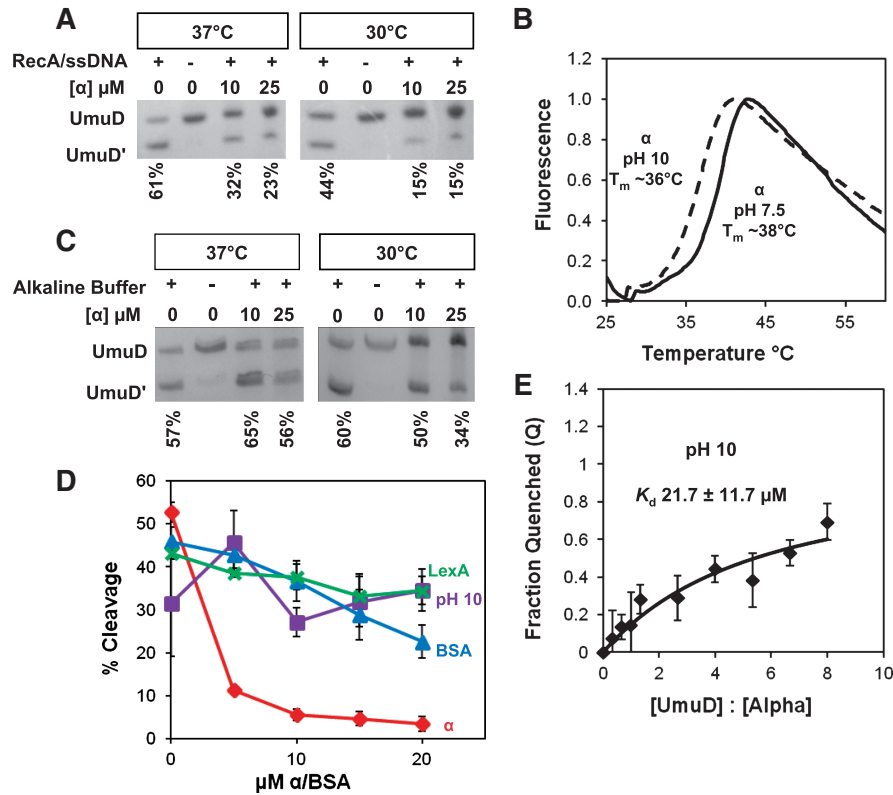 A
37°C
30°C
RecA/ssDNA + - + + + - + +
[α] µM 0 0 10 25 0 0 10 25
UmuD
UmuD'
61% 32% 23% 44% 15% 15%
B
Fluorescence
1.0
0.8
0.6
0.4
0.2
0.0
α
pH 10
Tm ~36°C
α
pH 7.5
Tm ~38°C
25 35 45 55
Temperature °C
C
37°C
30°C
Alkaline Buffer + - + + + - + +
[α] µM 0 0 10 25 0 0 10 25
UmuD
UmuD'
57% 65% 56% 60% 50% 34%
D
% Cleavage
60
50
40
30
20
10
0
LexA
pH 10
BSA
α
0 10 20
µM α/BSA
E
Fraction Quenched (Q)
1.4
1.2
1
0.8
0.6
0.4
0.2
0
pH 10
Kd 21.7 ± 11.7 µM
0 2 4 6 8 10
[UmuD] : [Alpha]